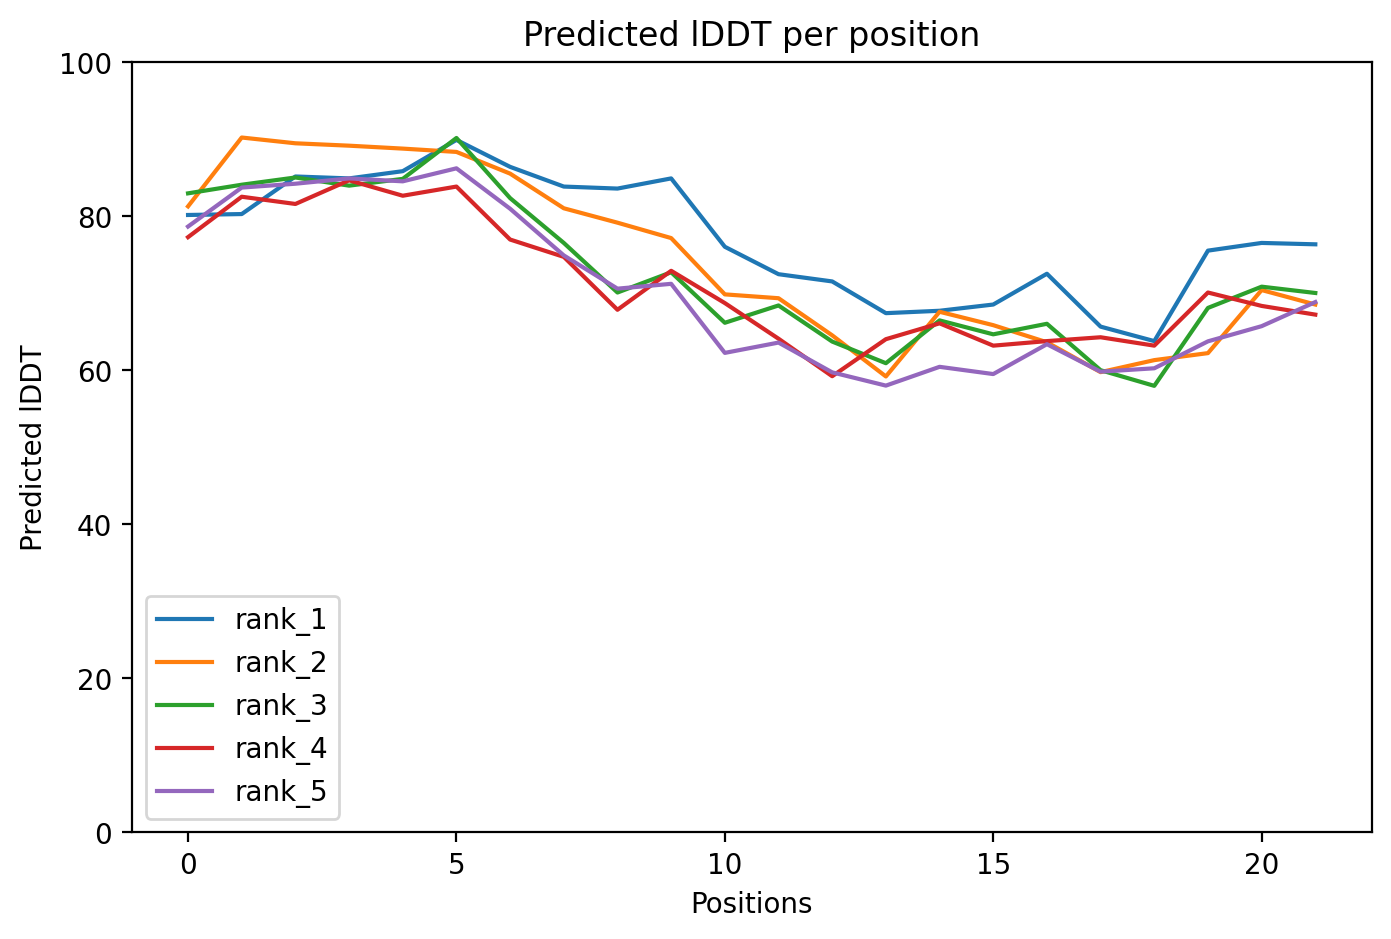 Predicted lDDT per position
100
80
60
40
20
0
Predicted lDDT
rank_1
rank_2
rank_3
rank_4
rank_5
0 5 10 15 20
Positions